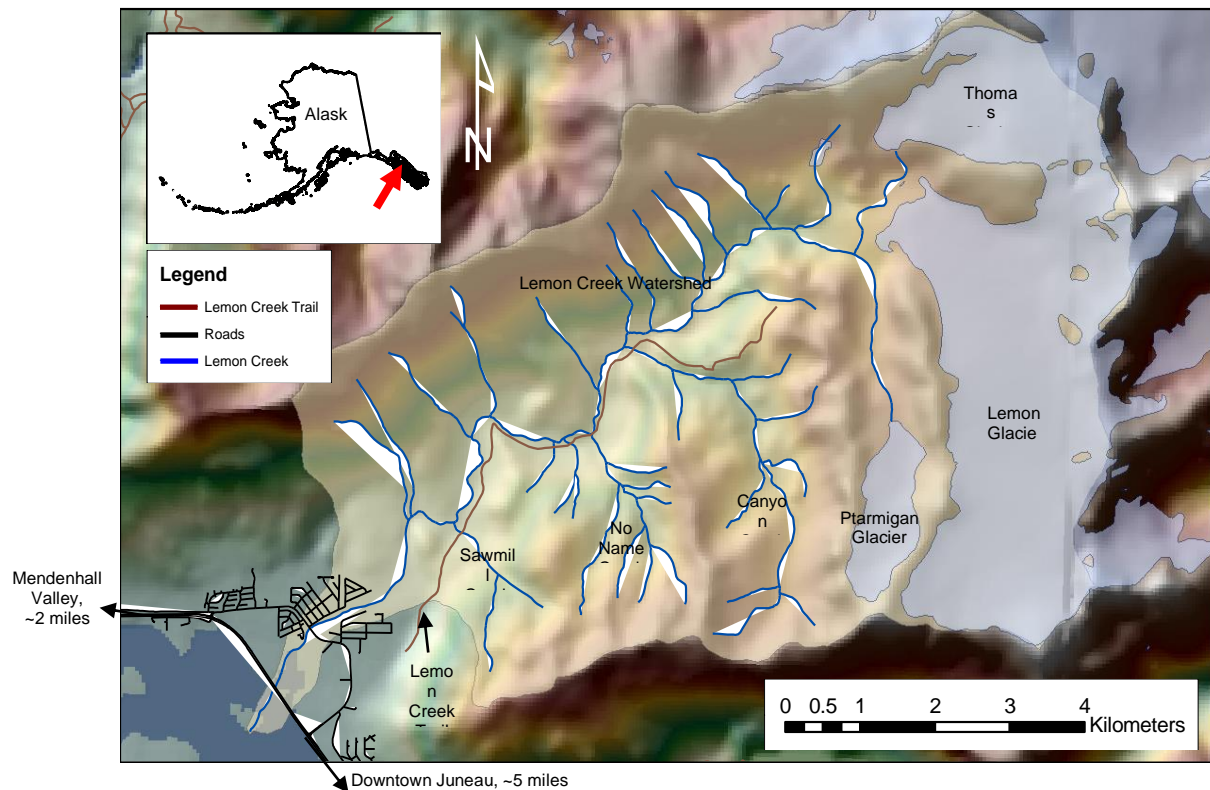 Alask
N
Legend
Lemon Creek Trail
Roads
Lemon Creek
Thoma
s
Lemon Creek Watershed
Lemon
Glacie
Ptarmigan
Glacier
Canyo
n
No
Name
Sawmil
l
Lemo
n
Creek
Mendenhall
Valley,
~2 miles
0 0.5 1 2 3 4
Kilometers
Downtown Juneau, ~5 miles